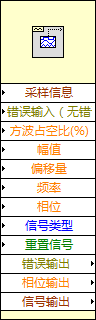 采样信息
错误输入（无错
方波占空比(%)
幅值
偏移量
频率
相位
信号类型
重置信号
错误输出
相位输出
信号输出